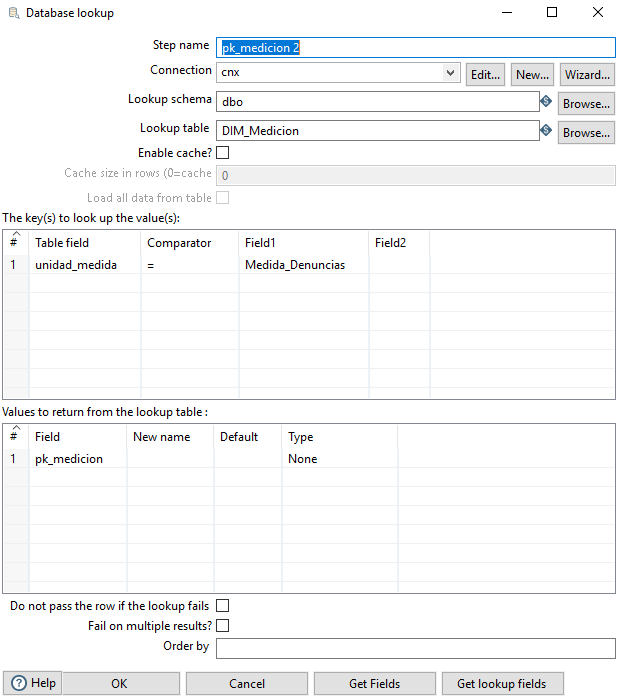 Database lookup
Step name pk_medicion 2
Connection cnx Edit... New... Wizard...
Lookup schema dbo Browse...
Lookup table DIM_Medicion Browse...
Enable cache?
Cache size in rows (0=cache 0
Load all data from table
The key(s) to look up the value(s):
# Table field Comparator Field1 Field2
1 unidad_medida = Medida_Denuncias
Values to return from the lookup table :
# Field New name Default Type
1 pk_medicion None
Do not pass the row if the lookup fails
Fail on multiple results?
Order by
Help OK Cancel Get Fields Get lookup fields